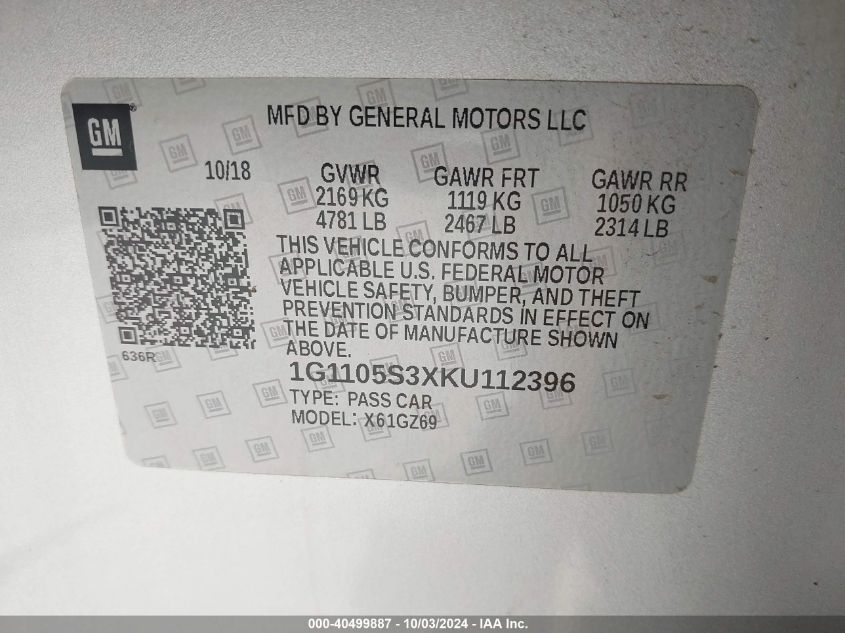 GM
MFD BY GENERAL MOTORS LLC
10/18
GVWR GAWR FRT GAWR RR
2169 KG 1119 KG 1050 KG
4781 LB 2467 LB 2314 LB
THIS VEHICLE CONFORMS TO ALL
APPLICABLE U.S. FEDERAL MOTOR
VEHICLE SAFETY, BUMPER, AND THEFT
PREVENTION STANDARDS IN EFFECT ON
THE DATE OF MANUFACTURE SHOWN
ABOVE.
636R
1G1105S3XKU112396
TYPE: PASS CAR
MODEL: X61GZ69
000-40499887 - 10/03/2024 - IAA Inc.